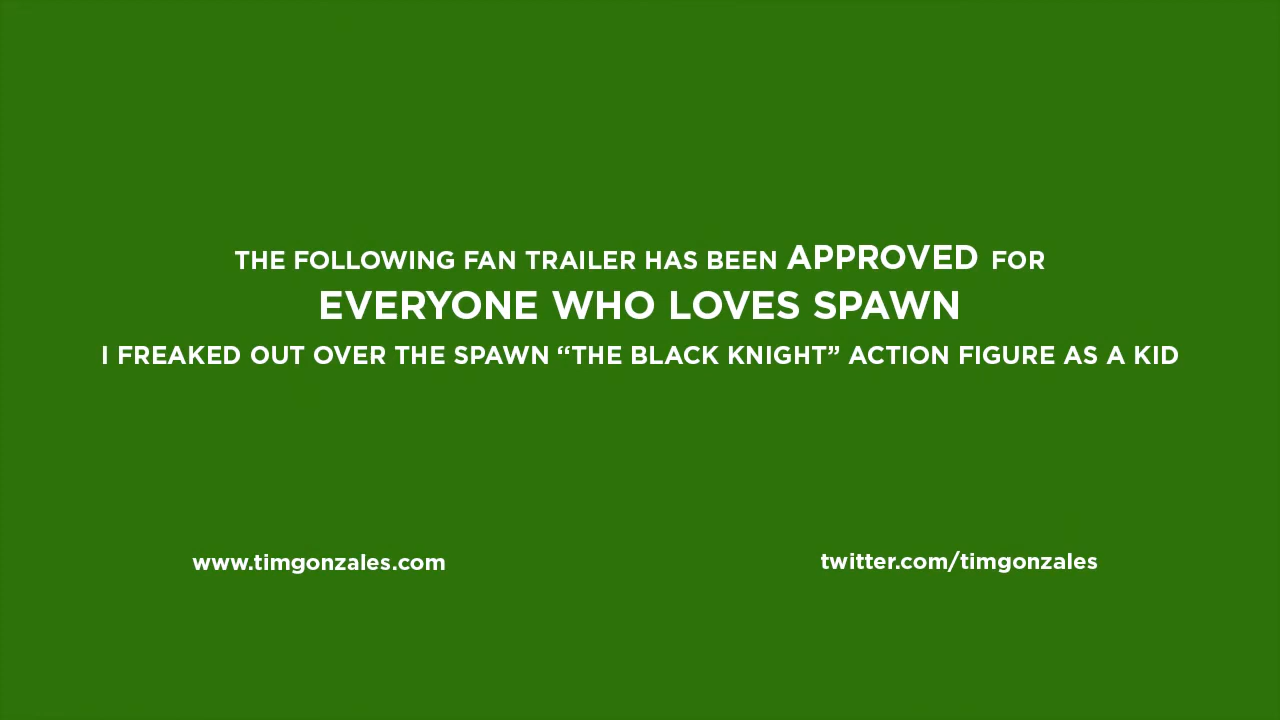 THE FOLLOWING FAN TRAILER HAS BEEN APPROVED FOR
EVERYONE WHO LOVES SPAWN
I FREAKED OUT OVER THE SPAWN “THE BLACK KNIGHT” ACTION FIGURE AS A KID
www.timgonzales.com
twitter.com/timgonzales